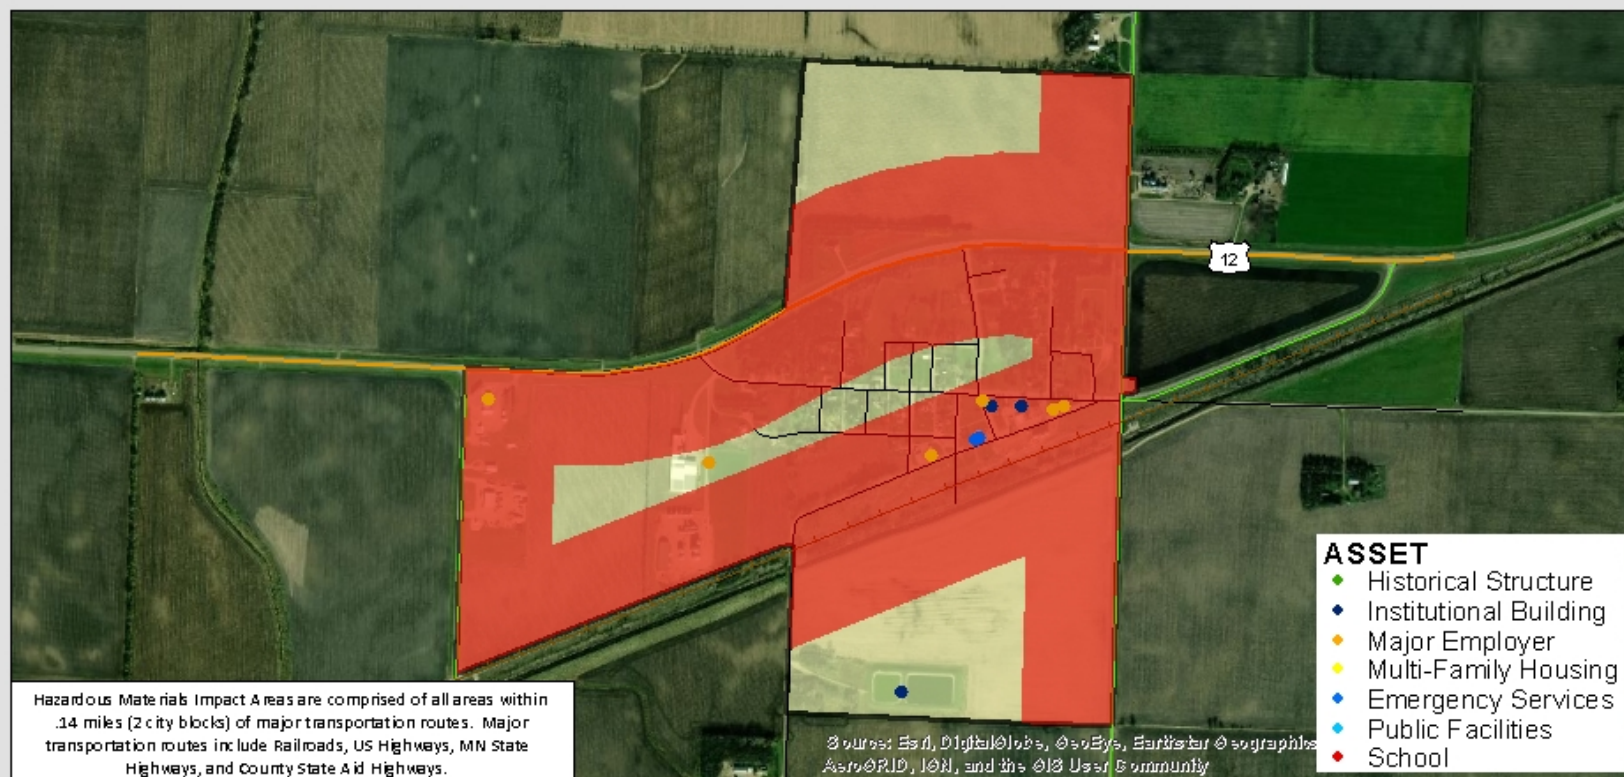 12
ASSET
Historical Structure
Institutional Building
Major Employer
Multi-Family Housing
Emergency Services
Public Facilities
School
Hazardous Materials Impact Areas are comprised of all areas within
.14 miles (2 city blocks) of major transportation routes. Major
transportation routes include Railroads, US Highways, MN State
Highways, and County State Aid Highways.
Source: Esri, DigitalGlobe, GeoEye, Earthstar Geographics
AeroGRID, IGN, and the GIS User Community